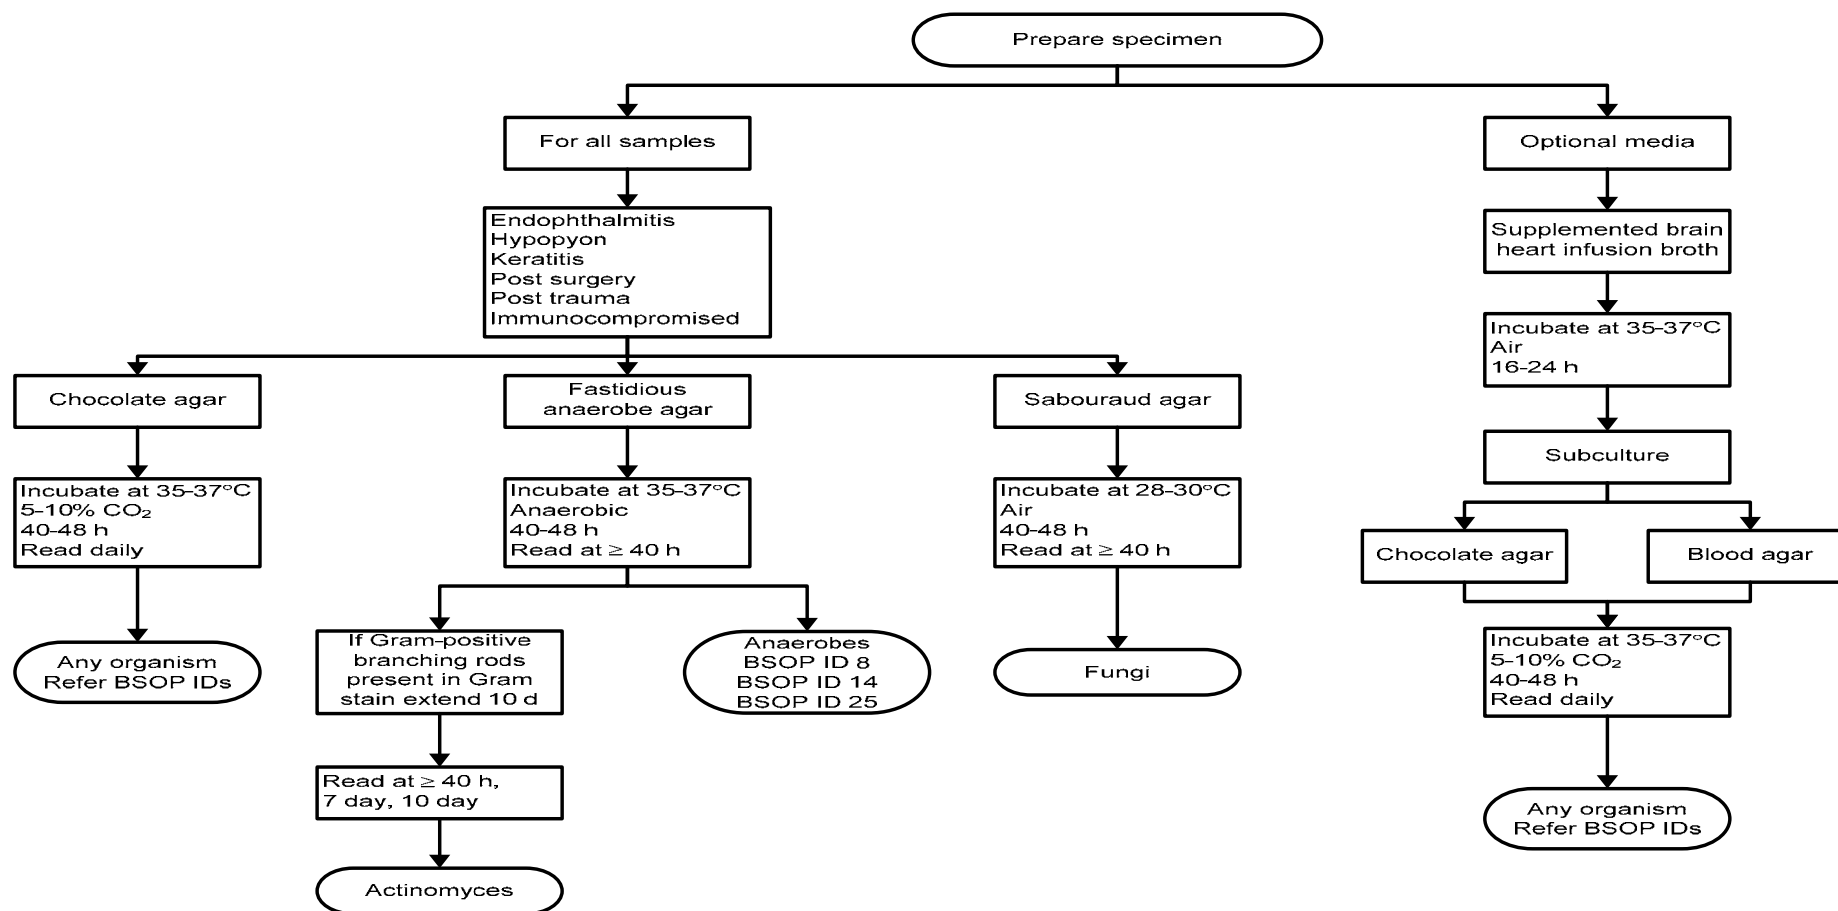 Prepare specimen
For all samples
Optional media
Endophthalmitis
Hypopyon
Keratitis
Post surgery
Post trauma
Immunocompromised
Supplemented brain
heart infusion broth
Incubate at 35-37°C
Air
16-24 h
Chocolate agar
Fastidious
anaerobe agar
Sabouraud agar
Subculture
Incubate at 35-37°C
5-10% CO₂
40-48 h
Read daily
Incubate at 35-37°C
Anaerobic
40-48 h
Read at ≥ 40 h
Incubate at 28-30°C
Air
40-48 h
Read at ≥ 40 h
Chocolate agar
Blood agar
Any organism
Refer BSOP IDs
If Gram-positive
branching rods
present in Gram
stain extend 10 d
Anaerobes
BSOP ID 8
BSOP ID 14
BSOP ID 25
Fungi
Incubate at 35-37°C
5-10% CO₂
40-48 h
Read daily
Read at ≥ 40 h,
7 day, 10 day
Any organism
Refer BSOP IDs
Actinomyces